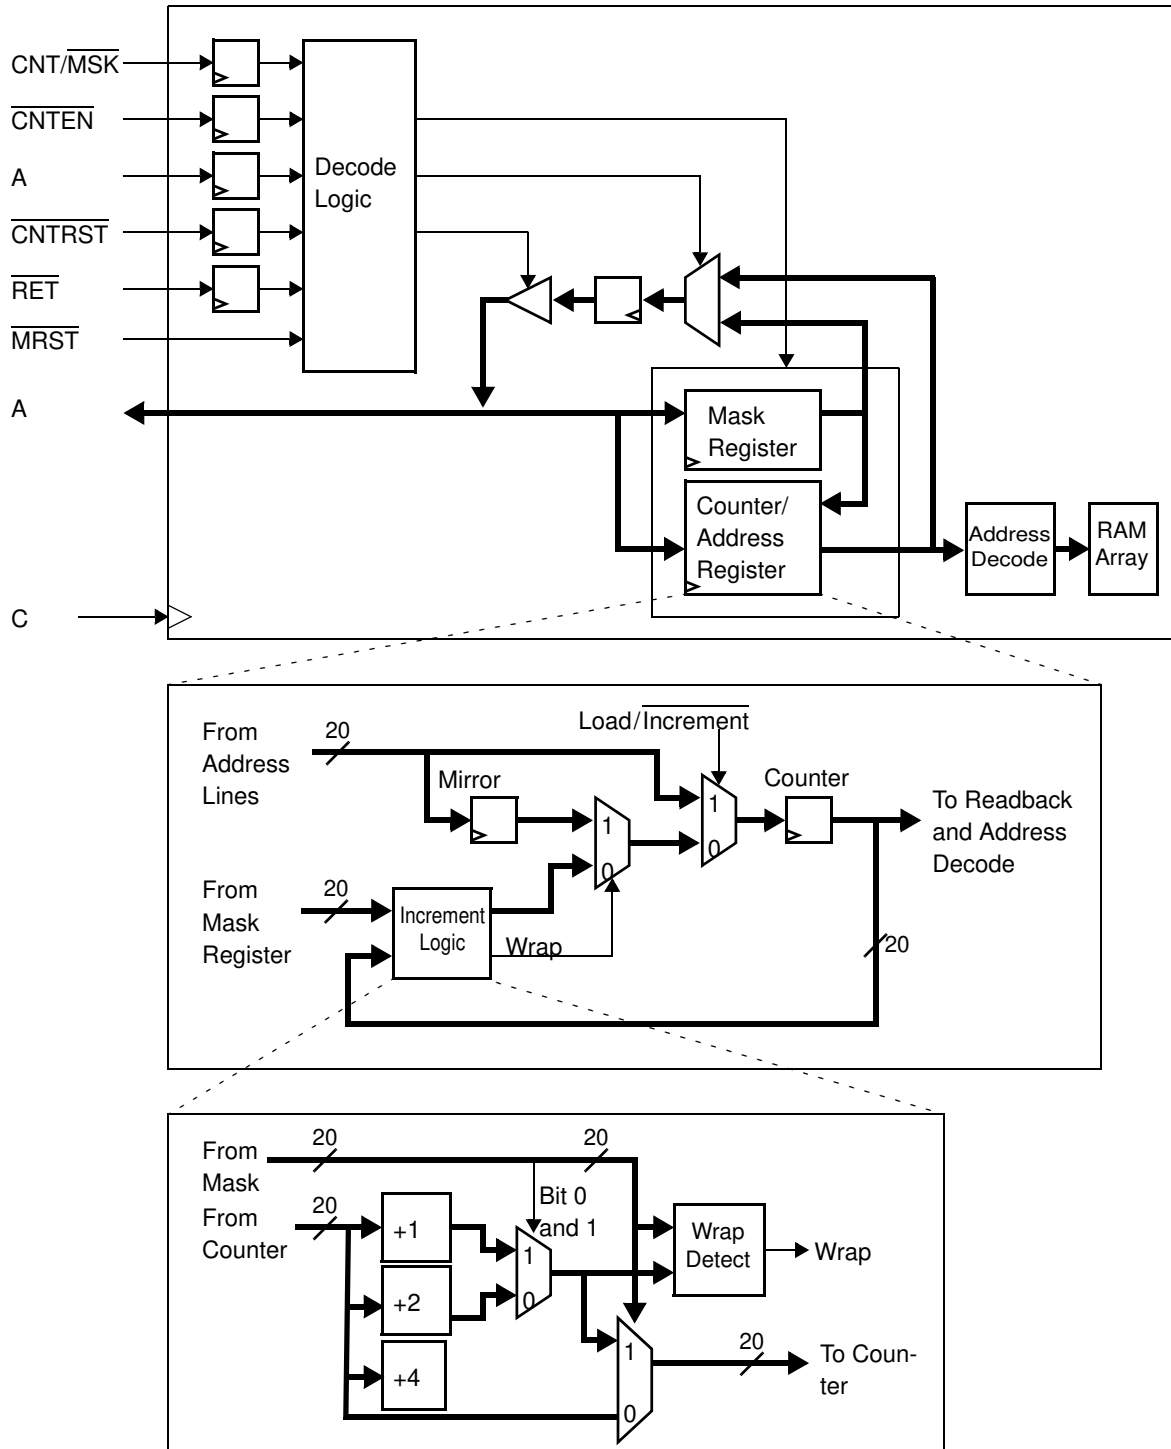 CNT/MSK
CNTEN
A
CNTRST
RET
MRST
A
C
Decode
Logic
Mask
Register
Counter/
Address
Register
Address
Decode
RAM
Array
From
Address
Lines
20
Load/Increment
Mirror
Counter
1
0
1
0
To Readback
and Address
Decode
From
Mask
Register
20
Increment
Logic
Wrap
20
From
Mask
20
20
From
Counter
20
Bit 0
and 1
+1
+2
+4
1
0
Wrap
Detect
Wrap
1
0
20
To Coun-
ter